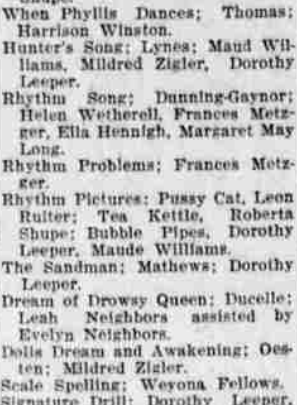 When Phyllis Dances; Thomas;
Harrison Winston.
Hunter's Song; Lynes; Maud Wil-
liams, Mildred Zigler, Dorothy
Leeper.
Rhythm Song; Dunning-Gaynor;
Helen Wetherell, Frances Metz-
ger, Ella Hennigh, Margaret May
Long.
Rhythm Problems; Frances Metz-
ger.
Rhythm Pictures: Pussy Cat, Leon
Ruiter; Tea Kettle, Roberta
Shupe; Bubble Pipes, Dorothy
Leeper, Maude Williams.
The Sandman; Mathews; Dorothy
Leeper.
Dream of Drowsy Queen; Ducelle;
Leah Neighbors assisted by
Evelyn Neighbors.
Dolls Dream and Awakening; Oes-
ten; Mildred Zigler.
Scale Spelling; Weyona Fellows.
Signature Drill; Dorothy Leeper,